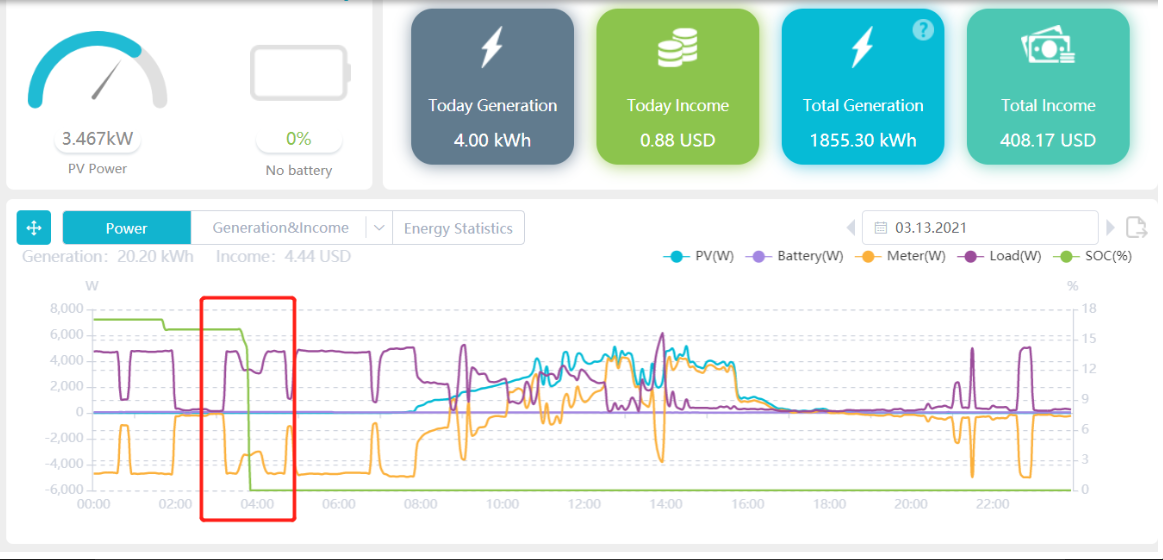 3.467kW
PV Power
0%
No battery
Today Generation
4.00 kWh
Today Income
0.88 USD
?
Total Generation
1855.30 kWh
Total Income
408.17 USD
Power
Generation&Income
Energy Statistics
03.13.2021
Generation: 20.20 kWh Income: 4.44 USD
PV(W) Battery(W) Meter(W) Load(W) SOC(%)
W %
8,000 18
6,000 15
4,000 12
2,000
0 9
-2,000 6
-4,000 3
-6,000 0
00:00 02:00 04:00 06:00 08:00 10:00 12:00 14:00 16:00 18:00 20:00 22:00